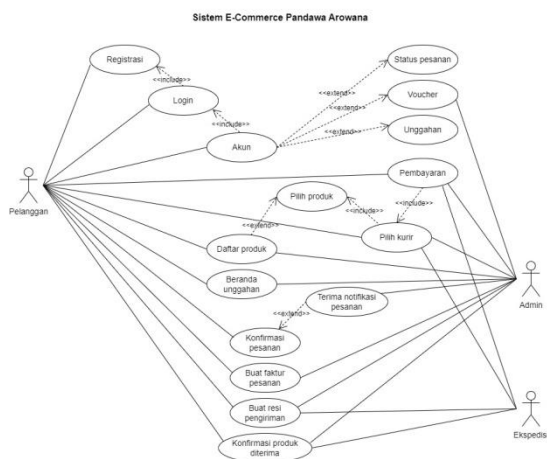 Sistem E-Commerce Pandawa Arowana
Registrasi
<<include>>
Login
<<include>>
Akun
<<extend>>
Status pesanan
<<extend>>
Voucher
<<extend>>
Unggahan
Pelanggan
Pembayaran
<<include>>
Pilih produk
<<extend>>
<<include>>
Pilih kurir
Daftar produk
Beranda
unggahan
Terima notifikasi
pesanan
<<extend>>
Admin
Konfirmasi
pesanan
Buat faktur
pesanan
Buat resi
pengiriman
Ekspedisi
Konfirmasi produk
diterima